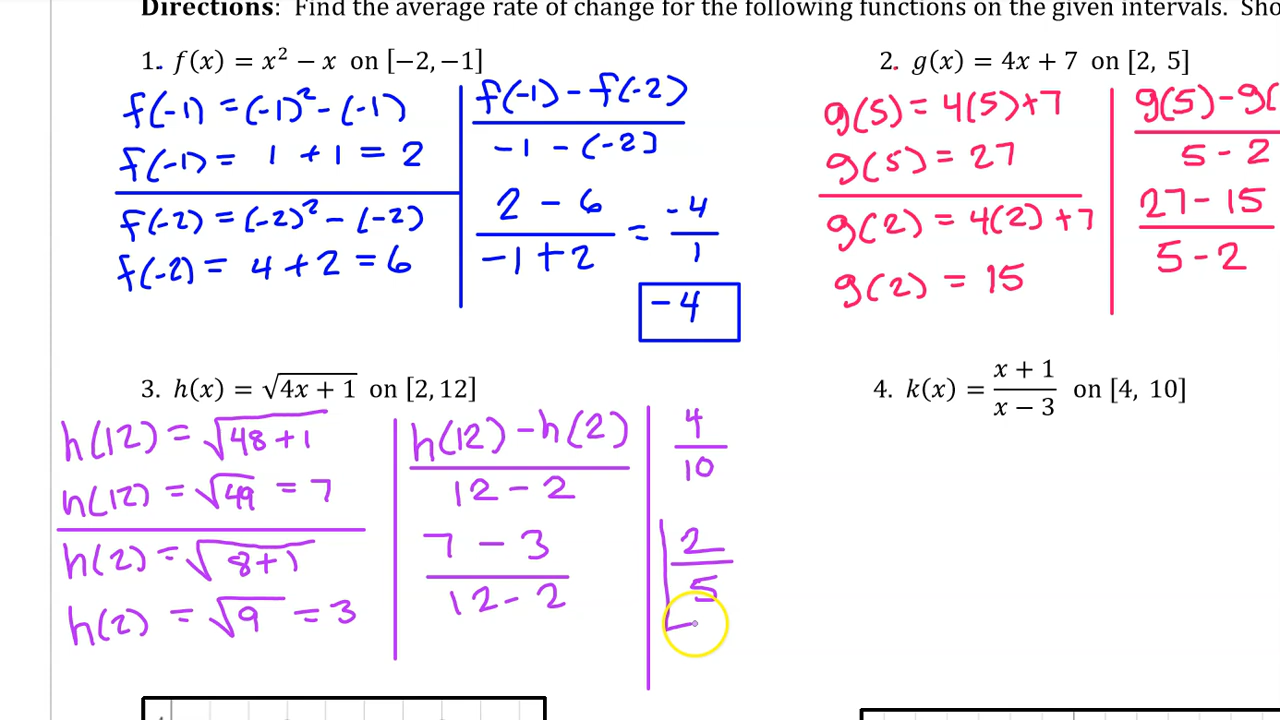 Directions: Find the average rate of change for the following functions on the given intervals. Sho
1. f(x) = x² − x on [−2, −1]
f(-1) = (-1)² - (-1)
f(-1) = 1 + 1 = 2
f(-2) = (-2)² - (-2)
f(-2) = 4 + 2 = 6
f(-1) - f(-2)
-1 - (-2)
2 - 6
-1 + 2
= -4/1
-4
2. g(x) = 4x + 7 on [2, 5]
g(5) = 4(5)+7
g(5) = 27
g(2) = 4(2)+7
g(2) = 15
g(5) - g(
5 - 2
27 - 15
5 - 2
3. h(x) = √(4x + 1) on [2, 12]
h(12) = √(48 + 1)
h(12) = √49 = 7
h(2) = √(8+1)
h(2) = √9 = 3
h(12) - h(2)
12 - 2
7 - 3
12 - 2
4
10
2
5
4. k(x) = (x + 1)/(x − 3) on [4, 10]